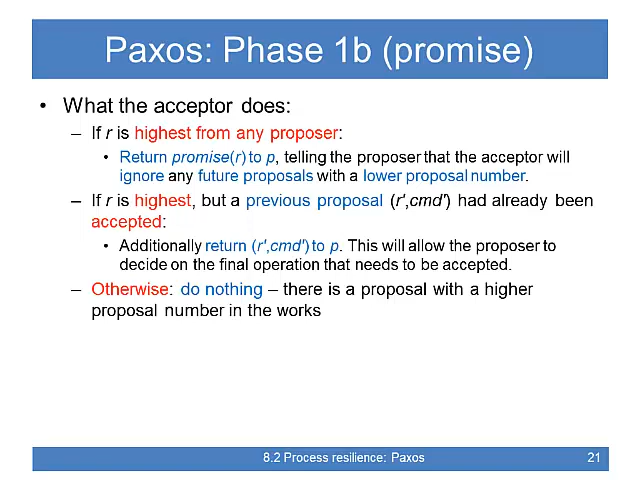 Paxos: Phase 1b (promise)
• What the acceptor does:
– If r is highest from any proposer:
• Return promise(r) to p, telling the proposer that the acceptor will
ignore any future proposals with a lower proposal number.
– If r is highest, but a previous proposal (r',cmd') had already been
accepted:
• Additionally return (r',cmd') to p. This will allow the proposer to
decide on the final operation that needs to be accepted.
– Otherwise: do nothing – there is a proposal with a higher
proposal number in the works
8.2 Process resilience: Paxos
21